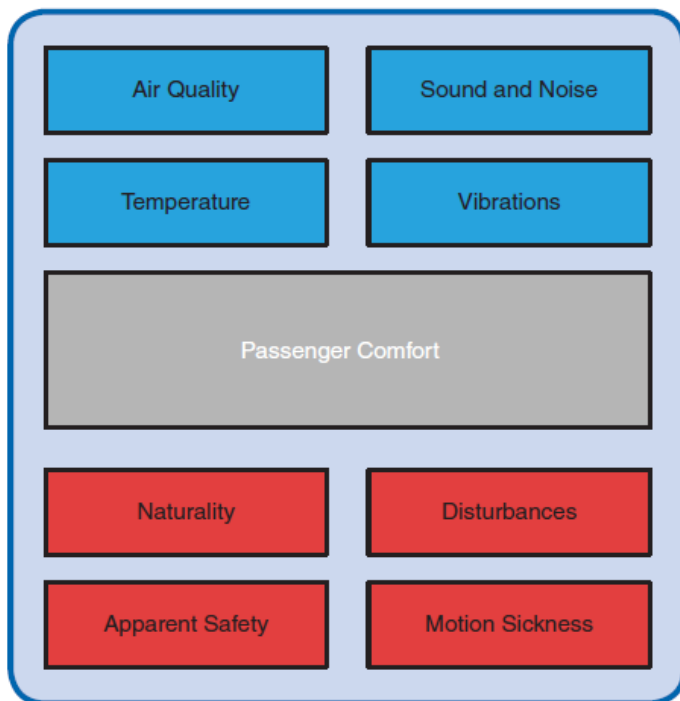 Air Quality
Sound and Noise
Temperature
Vibrations
Passenger Comfort
Naturality
Disturbances
Apparent Safety
Motion Sickness